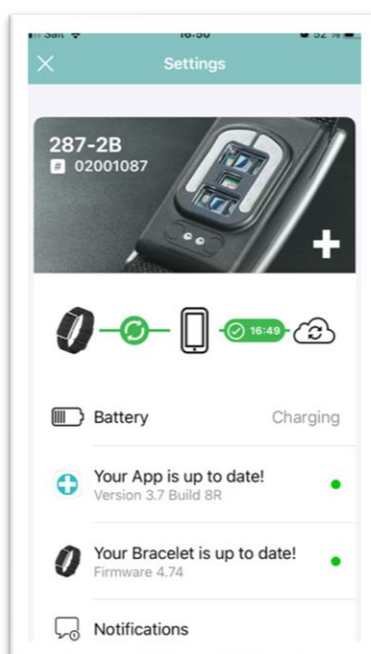 Settings
287-2B
# 02001087
16:49
Battery Charging
Your App is up to date!
Version 3.7 Build 8R
Your Bracelet is up to date!
Firmware 4.74
Notifications